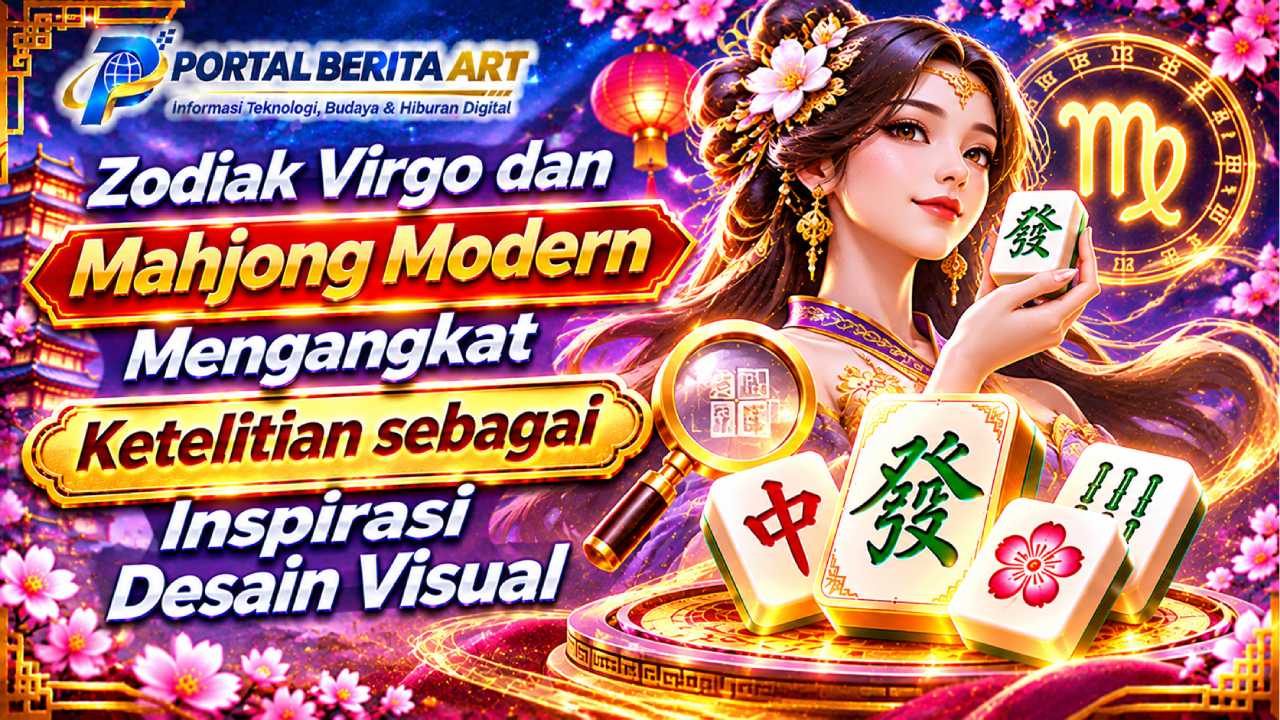 PORTAL BERITA ART
Informasi Teknologi, Budaya & Hiburan Digital
Zodiak Virgo dan
Mahjong Modern
Mengangkat
Ketelitian sebagai
Inspirasi
Desain Visual
發
中
發